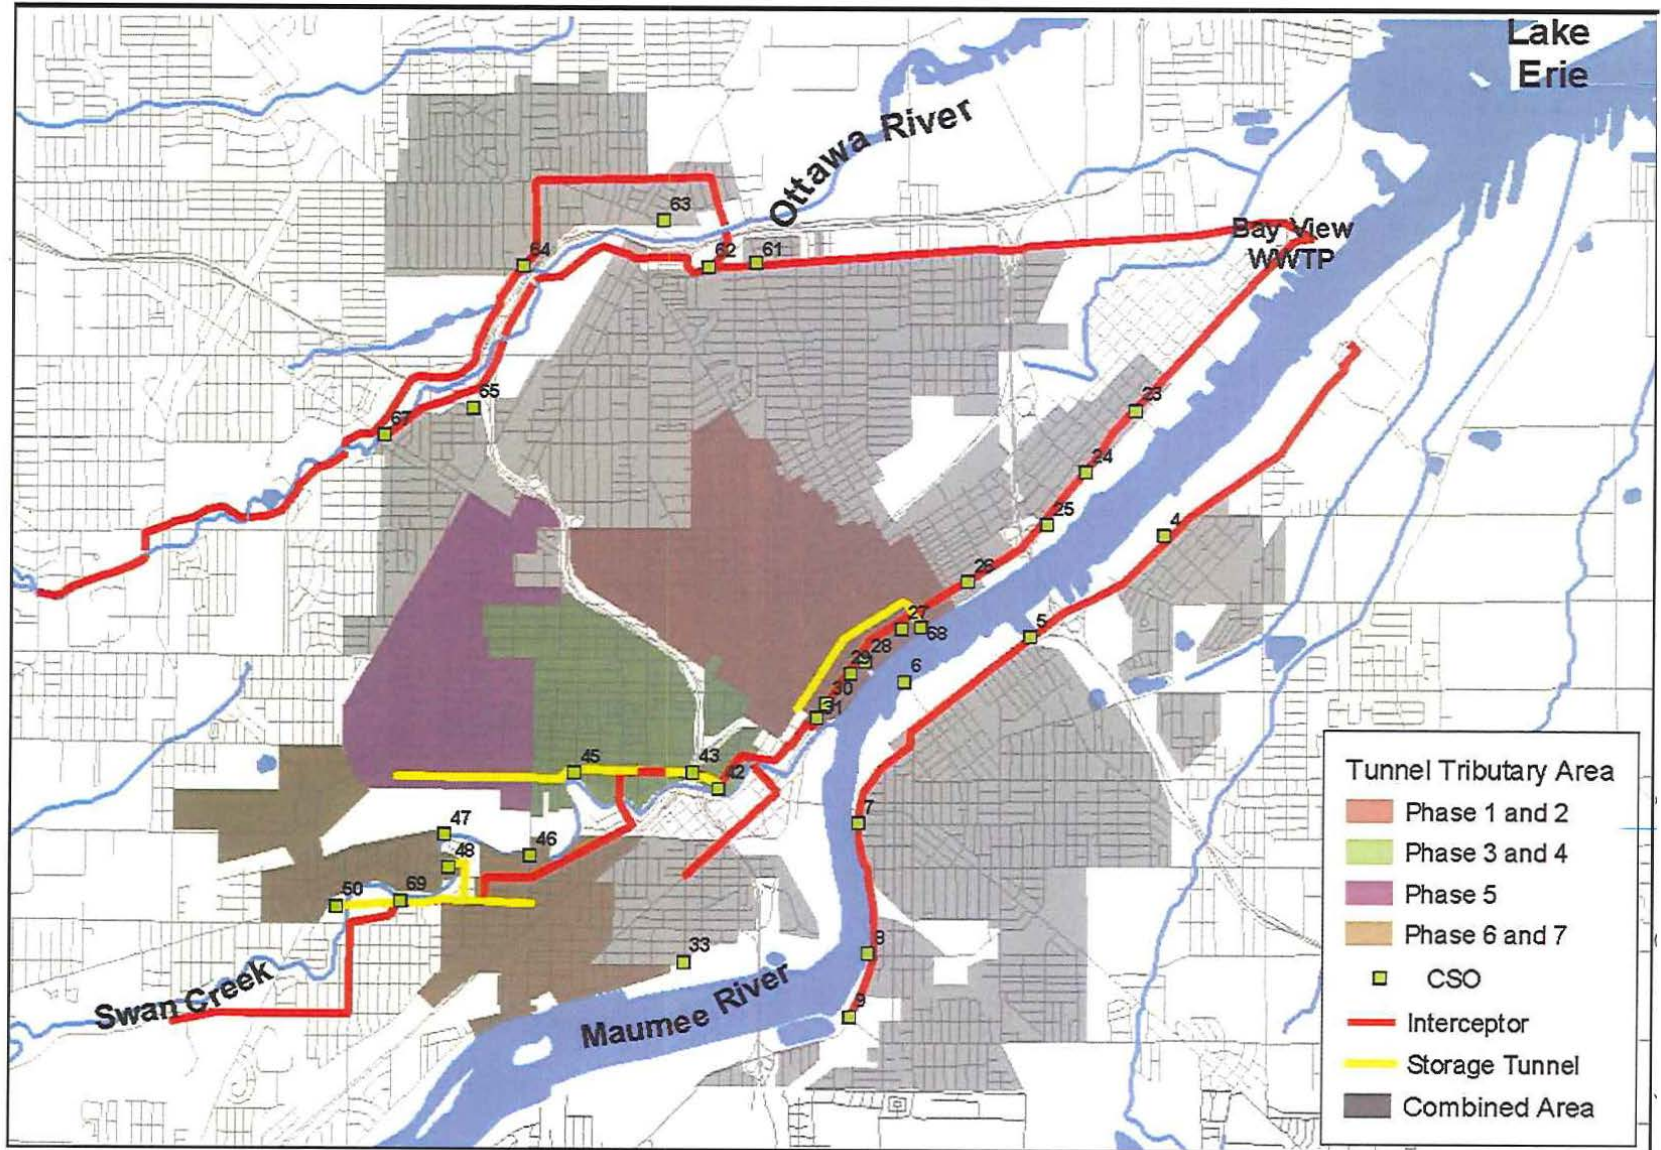 Lake
Erie
Ottawa River
63
64
62
61
Bay View
WWTP
65
67
23
24
25
4
26
5
27
68
28
29
6
30
31
45
43
42
7
47
46
48
50
69
33
8
9
Swan Creek
Maumee River
Tunnel Tributary Area
Phase 1 and 2
Phase 3 and 4
Phase 5
Phase 6 and 7
CSO
Interceptor
Storage Tunnel
Combined Area